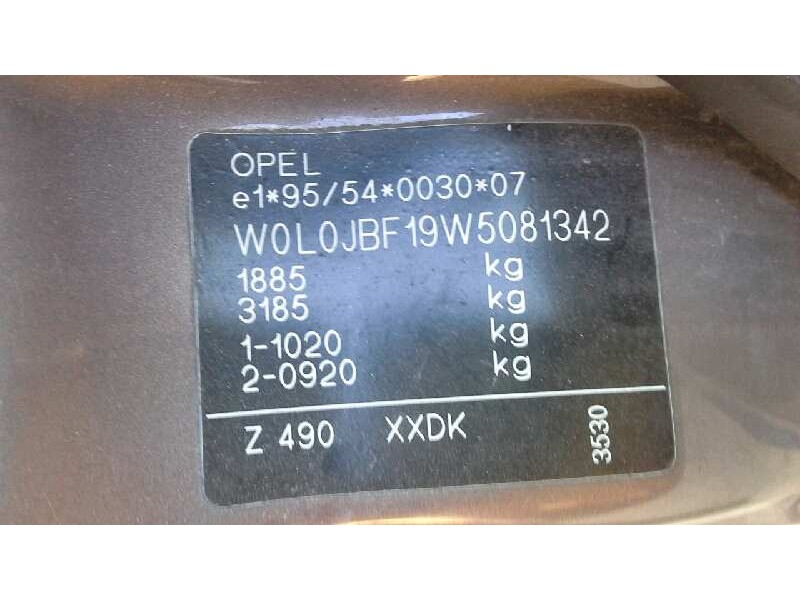 OPEL
e1*95/54*0030*07
W0L0JBF19W5081342
1885 kg
3185 kg
1-1020 kg
2-0920 kg
Z 490 XXDK
3530